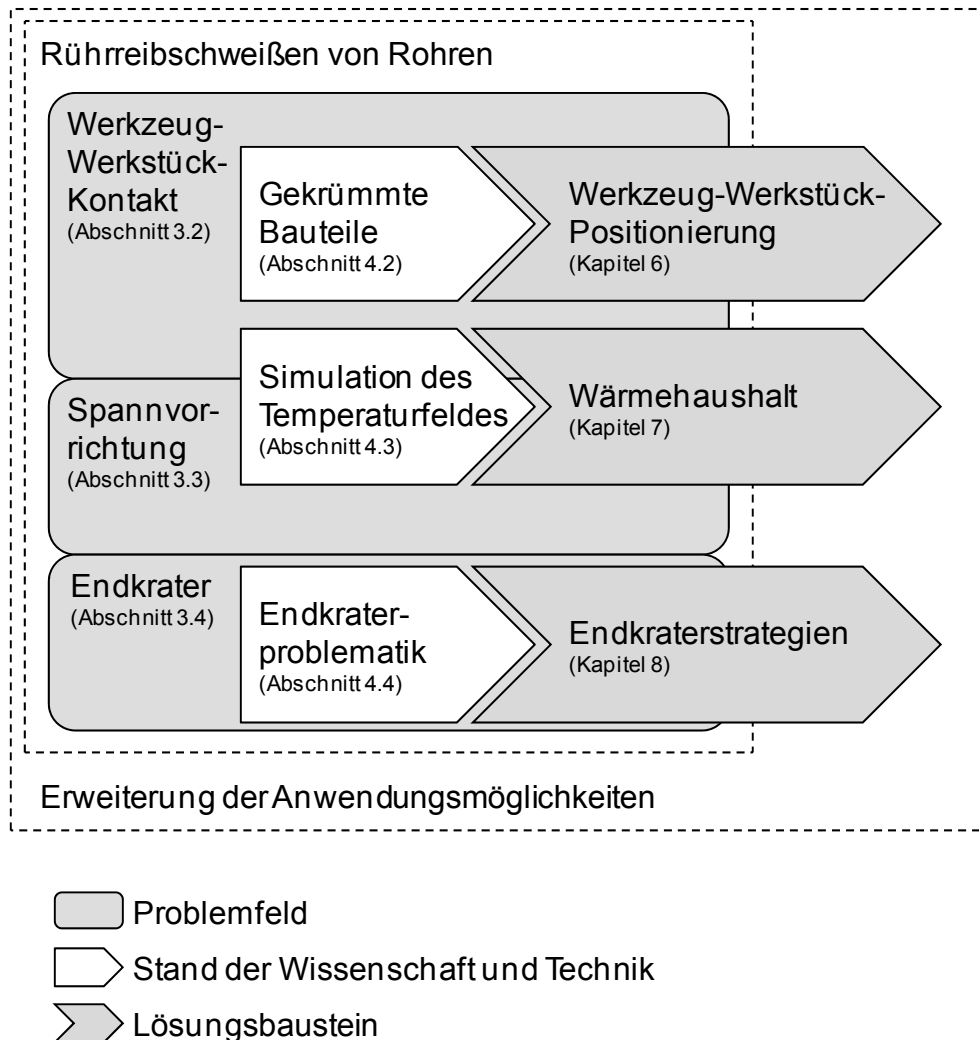 Rührreibschweißen von Rohren
Werkzeug-
Werkstück-
Kontakt
(Abschnitt 3.2)
Gekrümmte
Bauteile
(Abschnitt 4.2)
Werkzeug-Werkstück-
Positionierung
(Kapitel 6)
Spannvor-
richtung
(Abschnitt 3.3)
Simulation des
Temperaturfeldes
(Abschnitt 4.3)
Wärmehaushalt
(Kapitel 7)
Endkrater
(Abschnitt 3.4)
Endkrater-
problematik
(Abschnitt 4.4)
Endkraterstrategien
(Kapitel 8)
Erweiterung der Anwendungsmöglichkeiten
Problemfeld
Stand der Wissenschaft und Technik
Lösungsbaustein